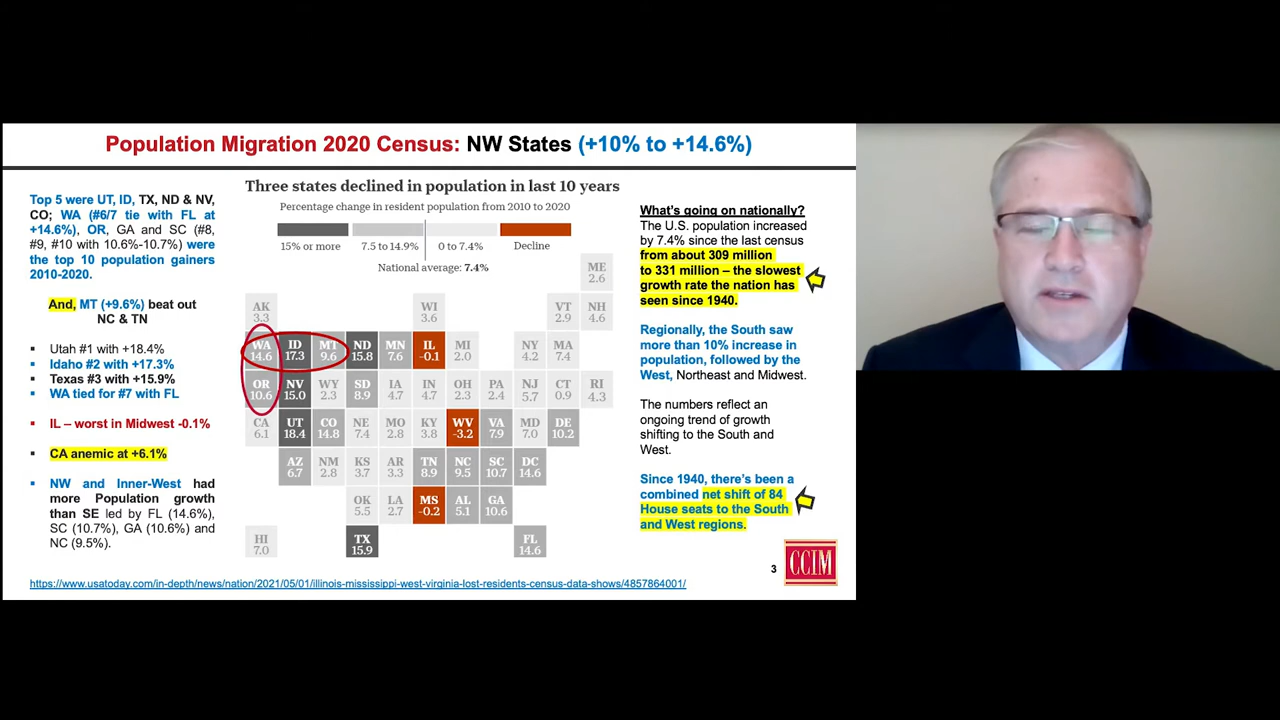 Population Migration 2020 Census: NW States (+10% to +14.6%)
Top 5 were UT, ID, TX, ND & NV,
CO; WA (#6/7 tie with FL at
+14.6%), OR, GA and SC (#8,
#9, #10 with 10.6%-10.7%) were
the top 10 population gainers
2010-2020.
And, MT (+9.6%) beat out
NC & TN
▪ Utah #1 with +18.4%
▪ Idaho #2 with +17.3%
▪ Texas #3 with +15.9%
▪ WA tied for #7 with FL
▪ IL – worst in Midwest -0.1%
▪ CA anemic at +6.1%
▪ NW and Inner-West had
more Population growth
than SE led by FL (14.6%),
SC (10.7%), GA (10.6%) and
NC (9.5%).
Three states declined in population in last 10 years
Percentage change in resident population from 2010 to 2020
15% or more 7.5 to 14.9% 0 to 7.4% Decline
National average: 7.4%
ME
2.6
AK WI VT NH
3.3 3.6 2.9 4.6
WA ID MT ND MN IL MI NY MA
14.6 17.3 9.6 15.8 7.6 -0.1 2.0 4.2 7.4
OR NV WY SD IA IN OH PA NJ CT RI
10.6 15.0 2.3 8.9 4.7 4.7 2.3 2.4 5.7 0.9 4.3
CA UT CO NE MO KY WV VA MD DE
6.1 18.4 14.8 7.4 2.8 3.8 -3.2 7.9 7.0 10.2
AZ NM KS AR TN NC SC DC
6.7 2.8 3.7 3.3 8.9 9.5 10.7 14.6
OK LA MS AL GA
5.5 2.7 -0.2 5.1 10.6
HI TX FL
7.0 15.9 14.6
What's going on nationally?
The U.S. population increased
by 7.4% since the last census
from about 309 million
to 331 million – the slowest
growth rate the nation has
seen since 1940.
Regionally, the South saw
more than 10% increase in
population, followed by the
West, Northeast and Midwest.
The numbers reflect an
ongoing trend of growth
shifting to the South and
West.
Since 1940, there's been a
combined net shift of 84
House seats to the South
and West regions.
3
CCIM
https://www.usatoday.com/in-depth/news/nation/2021/05/01/illinois-mississippi-west-virginia-lost-residents-census-data-shows/4857864001/